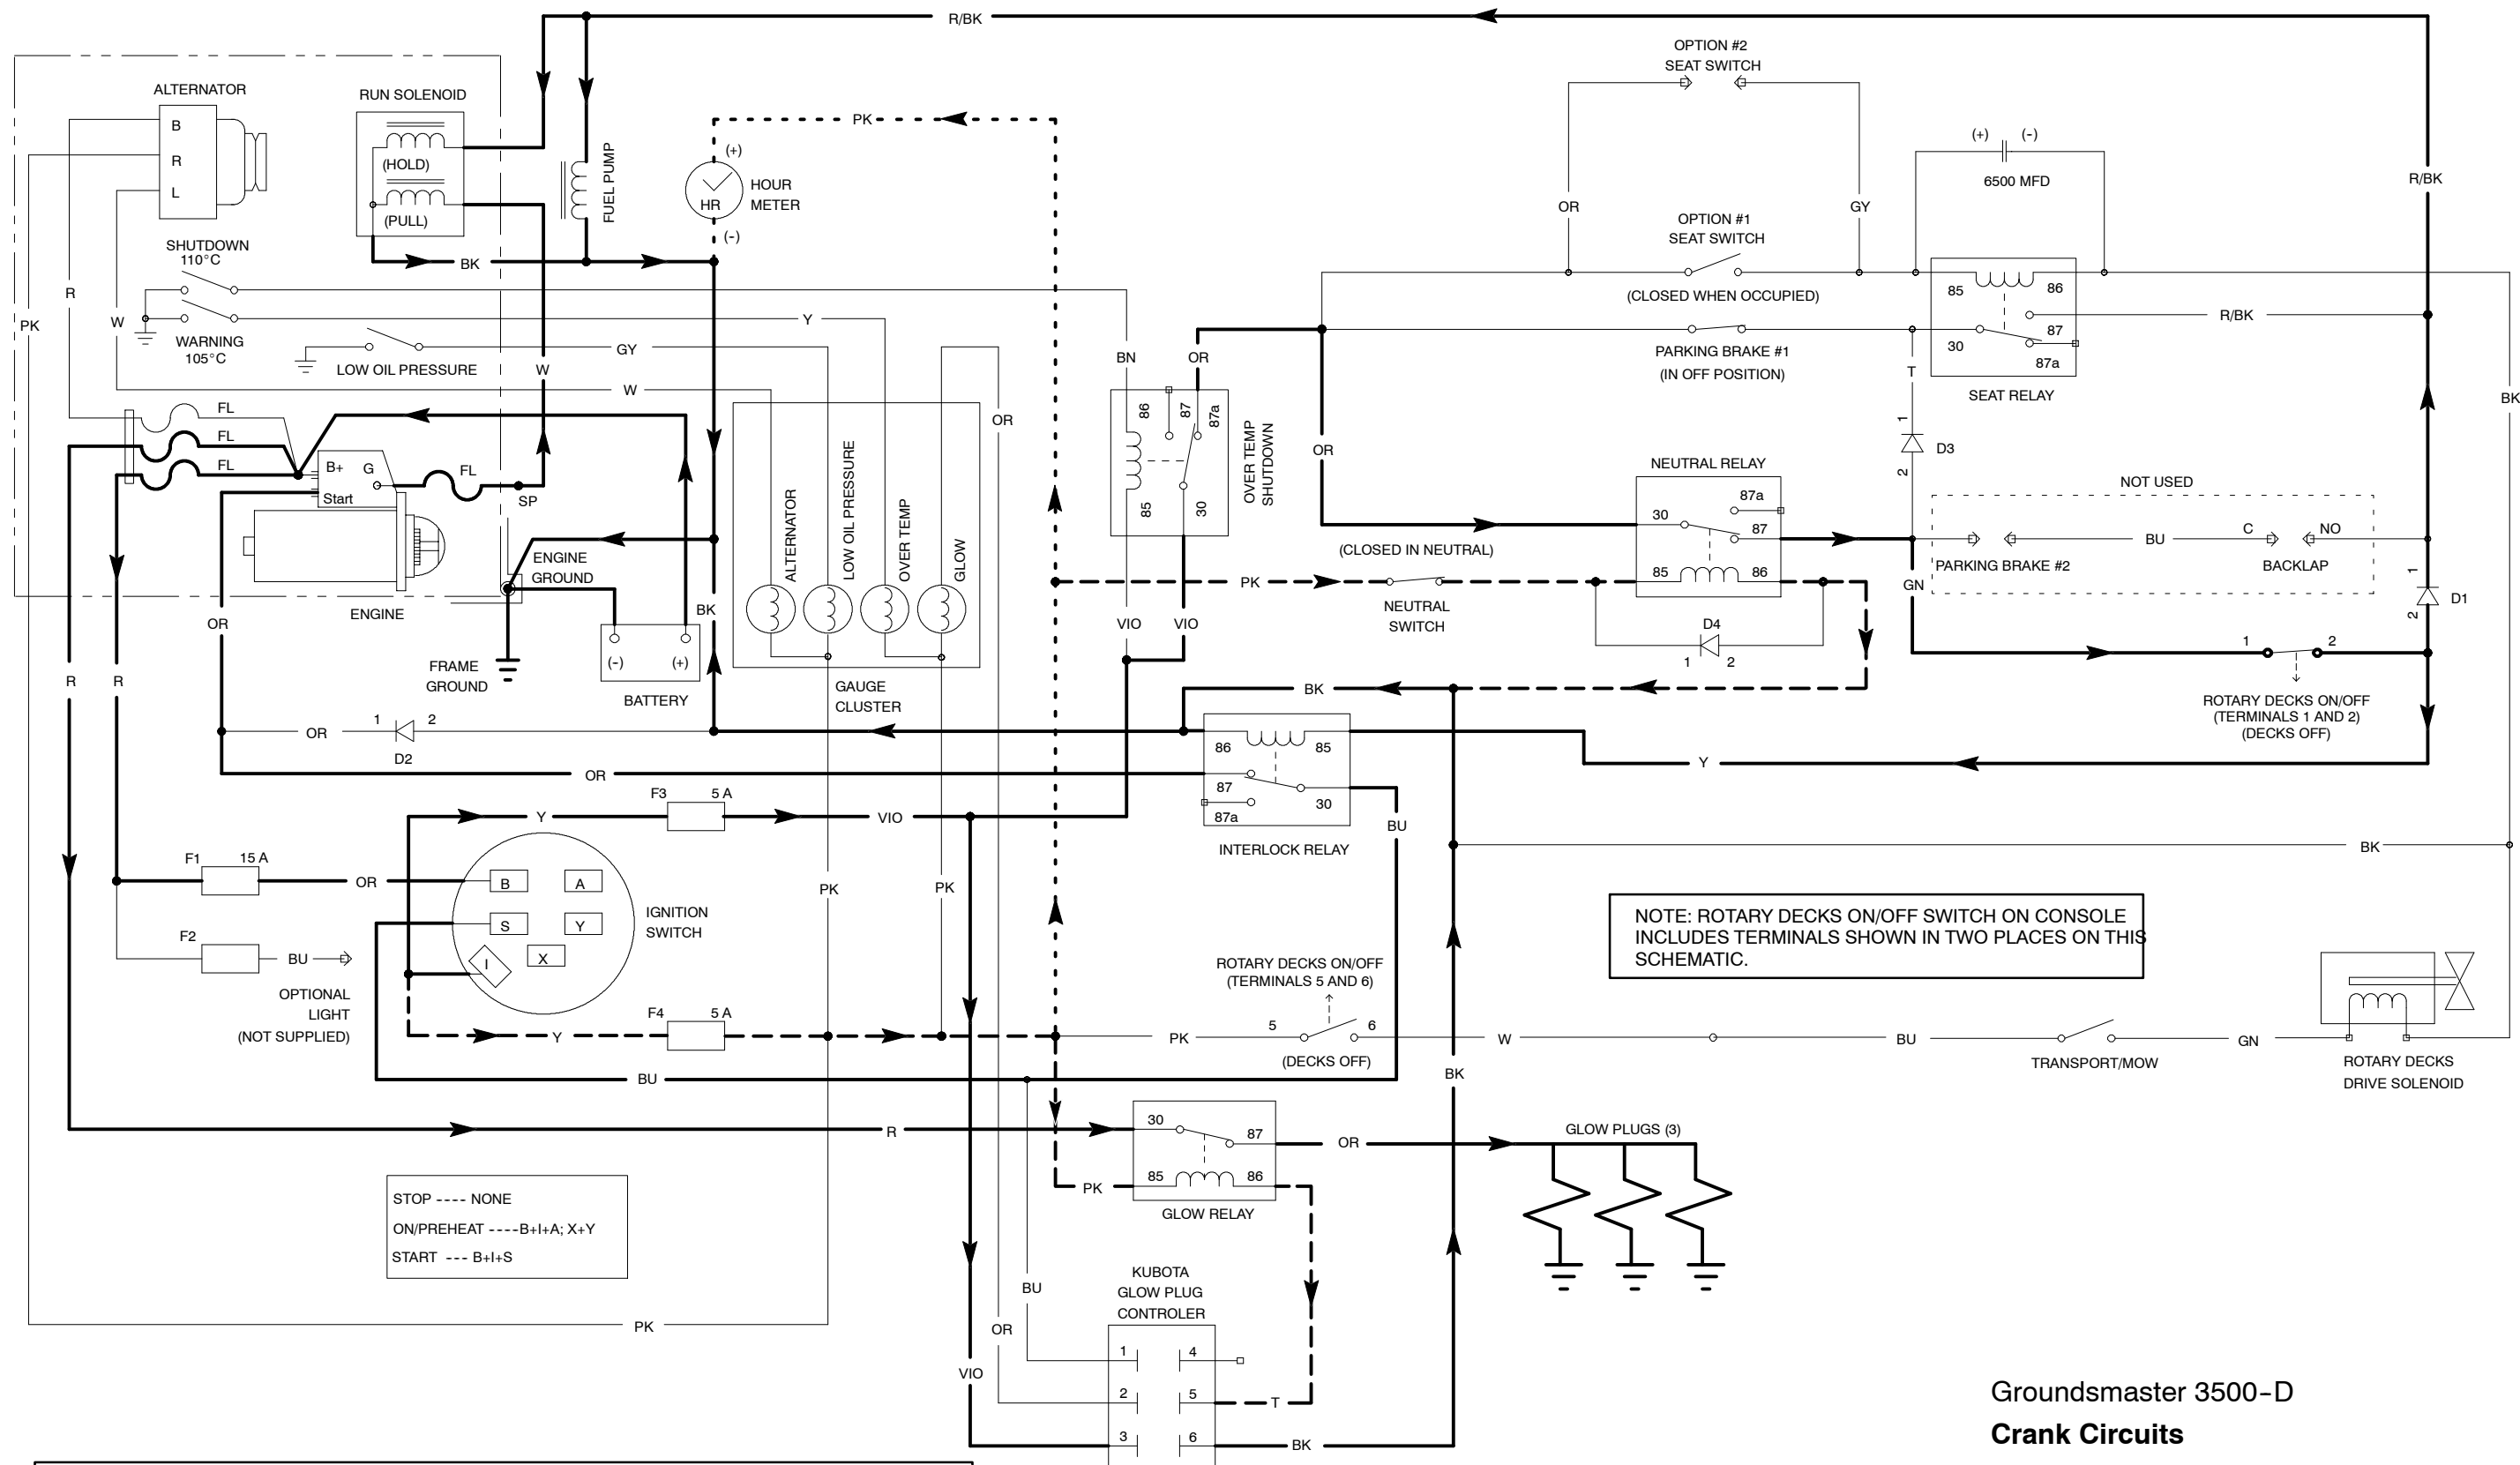 R/BK
OPTION #2
SEAT SWITCH
ALTERNATOR
B
R
L
RUN SOLENOID
(HOLD)
(PULL)
FUEL PUMP
PK
(+)
HR
HOUR
METER
(-)
OR
GY
(+) (-)
6500 MFD
R/BK
OPTION #1
SEAT SWITCH
(CLOSED WHEN OCCUPIED)
85
86
87
30
87a
SEAT RELAY
R/BK
SHUTDOWN
110°C
BK
R
PK
W
WARNING
105°C
Y
GY
LOW OIL PRESSURE
W
W
BN
OR
PARKING BRAKE #1
(IN OFF POSITION)
T
BK
OR
86
87
87a
85
30
OVER TEMP
SHUTDOWN
OR
1
D3
2
FL
FL
FL
B+
G
Start
FL
SP
ALTERNATOR
LOW OIL PRESSURE
OVER TEMP
GLOW
NEUTRAL RELAY
87a
30
87
85
86
NOT USED
(CLOSED IN NEUTRAL)
BU
C
NO
PARKING BRAKE #2
BACKLAP
ENGINE
GROUND
ENGINE
PK
NEUTRAL
SWITCH
GN
1
D1
2
OR
BK
VIO
VIO
D4
1
2
1
2
R
R
FRAME
GROUND
(-)
(+)
BATTERY
GAUGE
CLUSTER
BK
ROTARY DECKS ON/OFF
(TERMINALS 1 AND 2)
(DECKS OFF)
OR
1
2
D2
86
85
87
30
87a
INTERLOCK RELAY
Y
OR
F3
5 A
Y
VIO
BU
BK
F1
15 A
OR
B
A
S
Y
I
X
IGNITION
SWITCH
PK
PK
F2
BU
OPTIONAL
LIGHT
(NOT SUPPLIED)
NOTE: ROTARY DECKS ON/OFF SWITCH ON CONSOLE
INCLUDES TERMINALS SHOWN IN TWO PLACES ON THIS
SCHEMATIC.
ROTARY DECKS ON/OFF
(TERMINALS 5 AND 6)
F4
5 A
Y
PK
5
6
(DECKS OFF)
W
BU
TRANSPORT/MOW
GN
ROTARY DECKS
DRIVE SOLENOID
BU
BK
R
30
87
85
86
PK
GLOW RELAY
OR
GLOW PLUGS (3)
STOP ---- NONE
ON/PREHEAT ----B+I+A; X+Y
START --- B+I+S
PK
BU
OR
VIO
KUBOTA
GLOW PLUG
CONTROLER
1
4
2
5
3
6
T
BK
Groundsmaster 3500-D
Crank Circuits